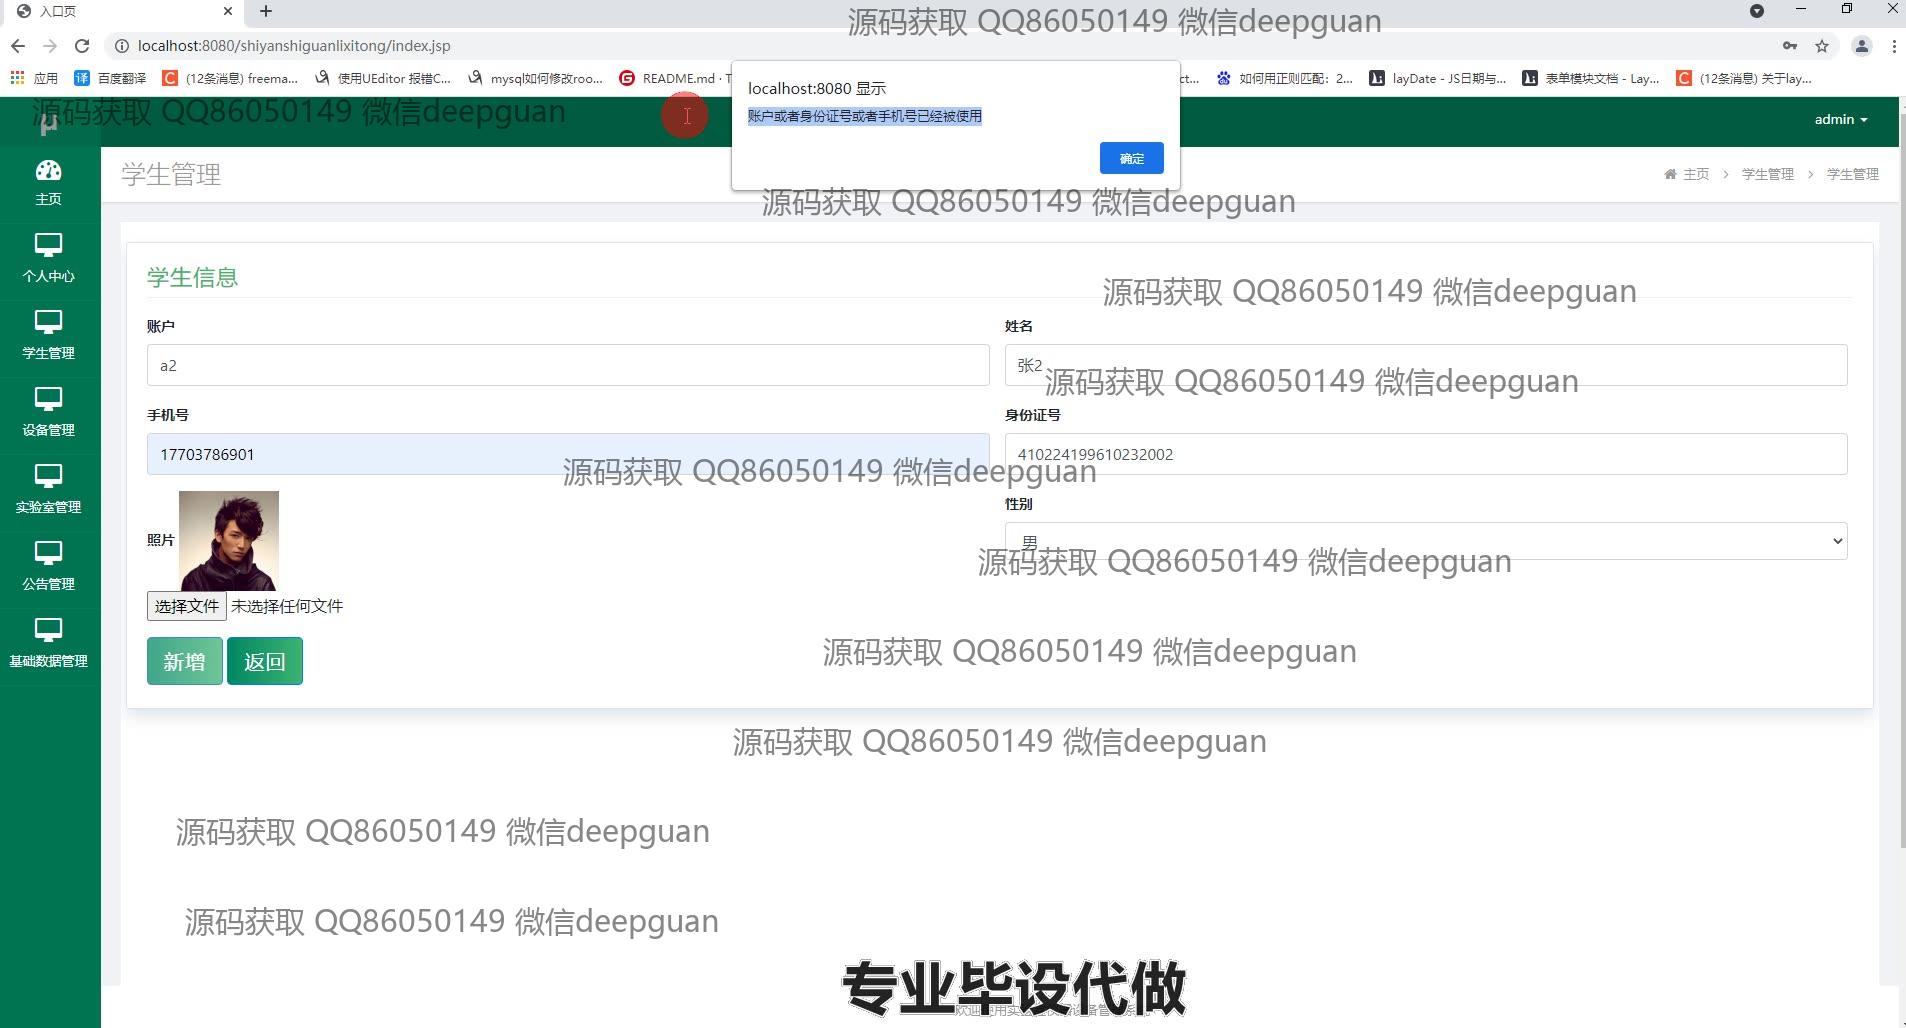 入口页
源码获取 QQ86050149 微信deepguan
localhost:8080/shiyanshiguanlixitong/index.jsp
应用
百度翻译
(12条消息) freema...
使用UEditor 报错C...
mysql如何修改roo...
README.md · T
ct...
如何用正则匹配：2...
layDate - JS日期与...
表单模块文档 - Lay...
(12条消息) 关于lay...
localhost:8080 显示
账户或者身份证号或者手机号已经被使用
确定
源码获取 QQ86050149 微信deepguan
μ
admin
学生管理
主页
学生管理
学生管理
源码获取 QQ86050149 微信deepguan
主页
个人中心
学生管理
设备管理
实验室管理
公告管理
基础数据管理
学生信息
源码获取 QQ86050149 微信deepguan
账户
姓名
a2
张2
源码获取 QQ86050149 微信deepguan
手机号
身份证号
17703786901
410224199610232002
源码获取 QQ86050149 微信deepguan
照片
性别
男
源码获取 QQ86050149 微信deepguan
选择文件 未选择任何文件
新增
返回
源码获取 QQ86050149 微信deepguan
源码获取 QQ86050149 微信deepguan
源码获取 QQ86050149 微信deepguan
源码获取 QQ86050149 微信deepguan
专业毕设代做